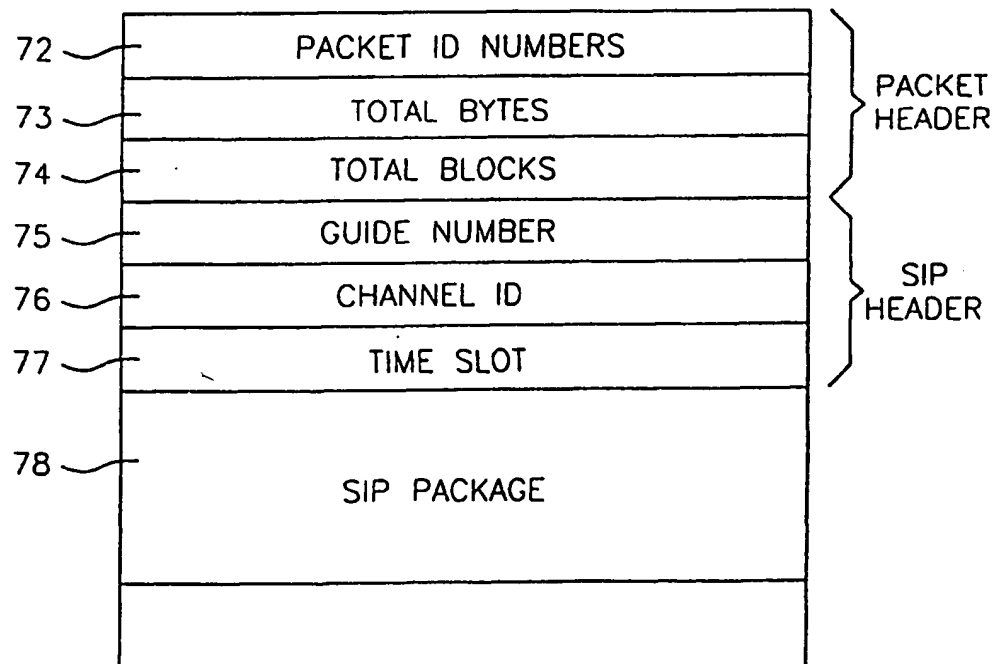 72 PACKET ID NUMBERS
73 TOTAL BYTES
74 TOTAL BLOCKS
PACKET
HEADER
75 GUIDE NUMBER
76 CHANNEL ID
77 TIME SLOT
SIP
HEADER
78 SIP PACKAGE